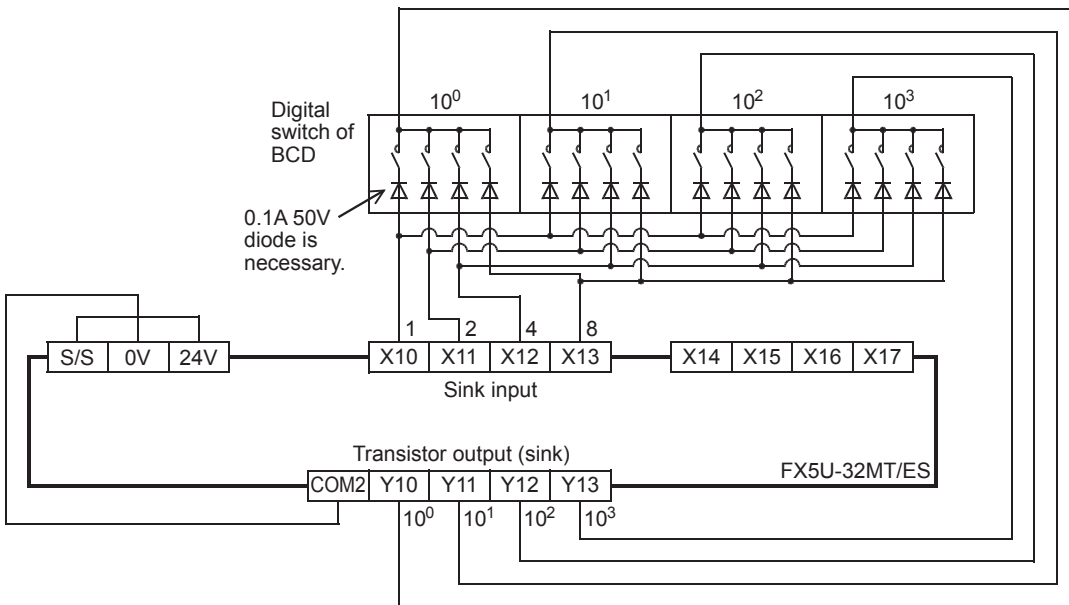 10⁰ 10¹ 10² 10³
Digital
switch of
BCD
0.1A 50V
diode is
necessary.
1 2 4 8
S/S 0V 24V X10 X11 X12 X13 X14 X15 X16 X17
Sink input
Transistor output (sink)
FX5U-32MT/ES
COM2 Y10 Y11 Y12 Y13
10⁰ 10¹ 10² 10³